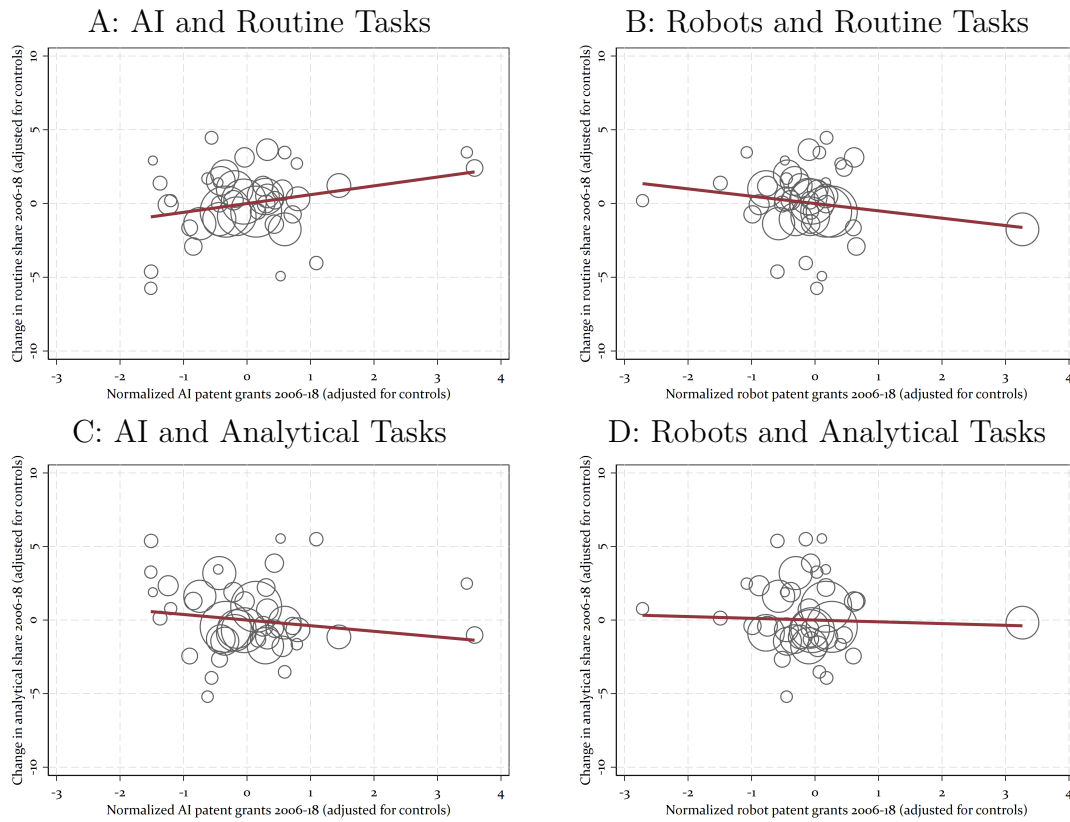 A: AI and Routine Tasks
Change in routine share 2006-18 (adjusted for controls)
10
5
0
-5
-10
-3 -2 -1 0 1 2 3 4
Normalized AI patent grants 2006-18 (adjusted for controls)
B: Robots and Routine Tasks
Change in routine share 2006-18 (adjusted for controls)
10
5
0
-5
-10
-3 -2 -1 0 1 2 3 4
Normalized robot patent grants 2006-18 (adjusted for controls)
C: AI and Analytical Tasks
Change in analytical share 2006-18 (adjusted for controls)
10
5
0
-5
-10
-3 -2 -1 0 1 2 3 4
Normalized AI patent grants 2006-18 (adjusted for controls)
D: Robots and Analytical Tasks
Change in analytical share 2006-18 (adjusted for controls)
10
5
0
-5
-10
-3 -2 -1 0 1 2 3 4
Normalized robot patent grants 2006-18 (adjusted for controls)